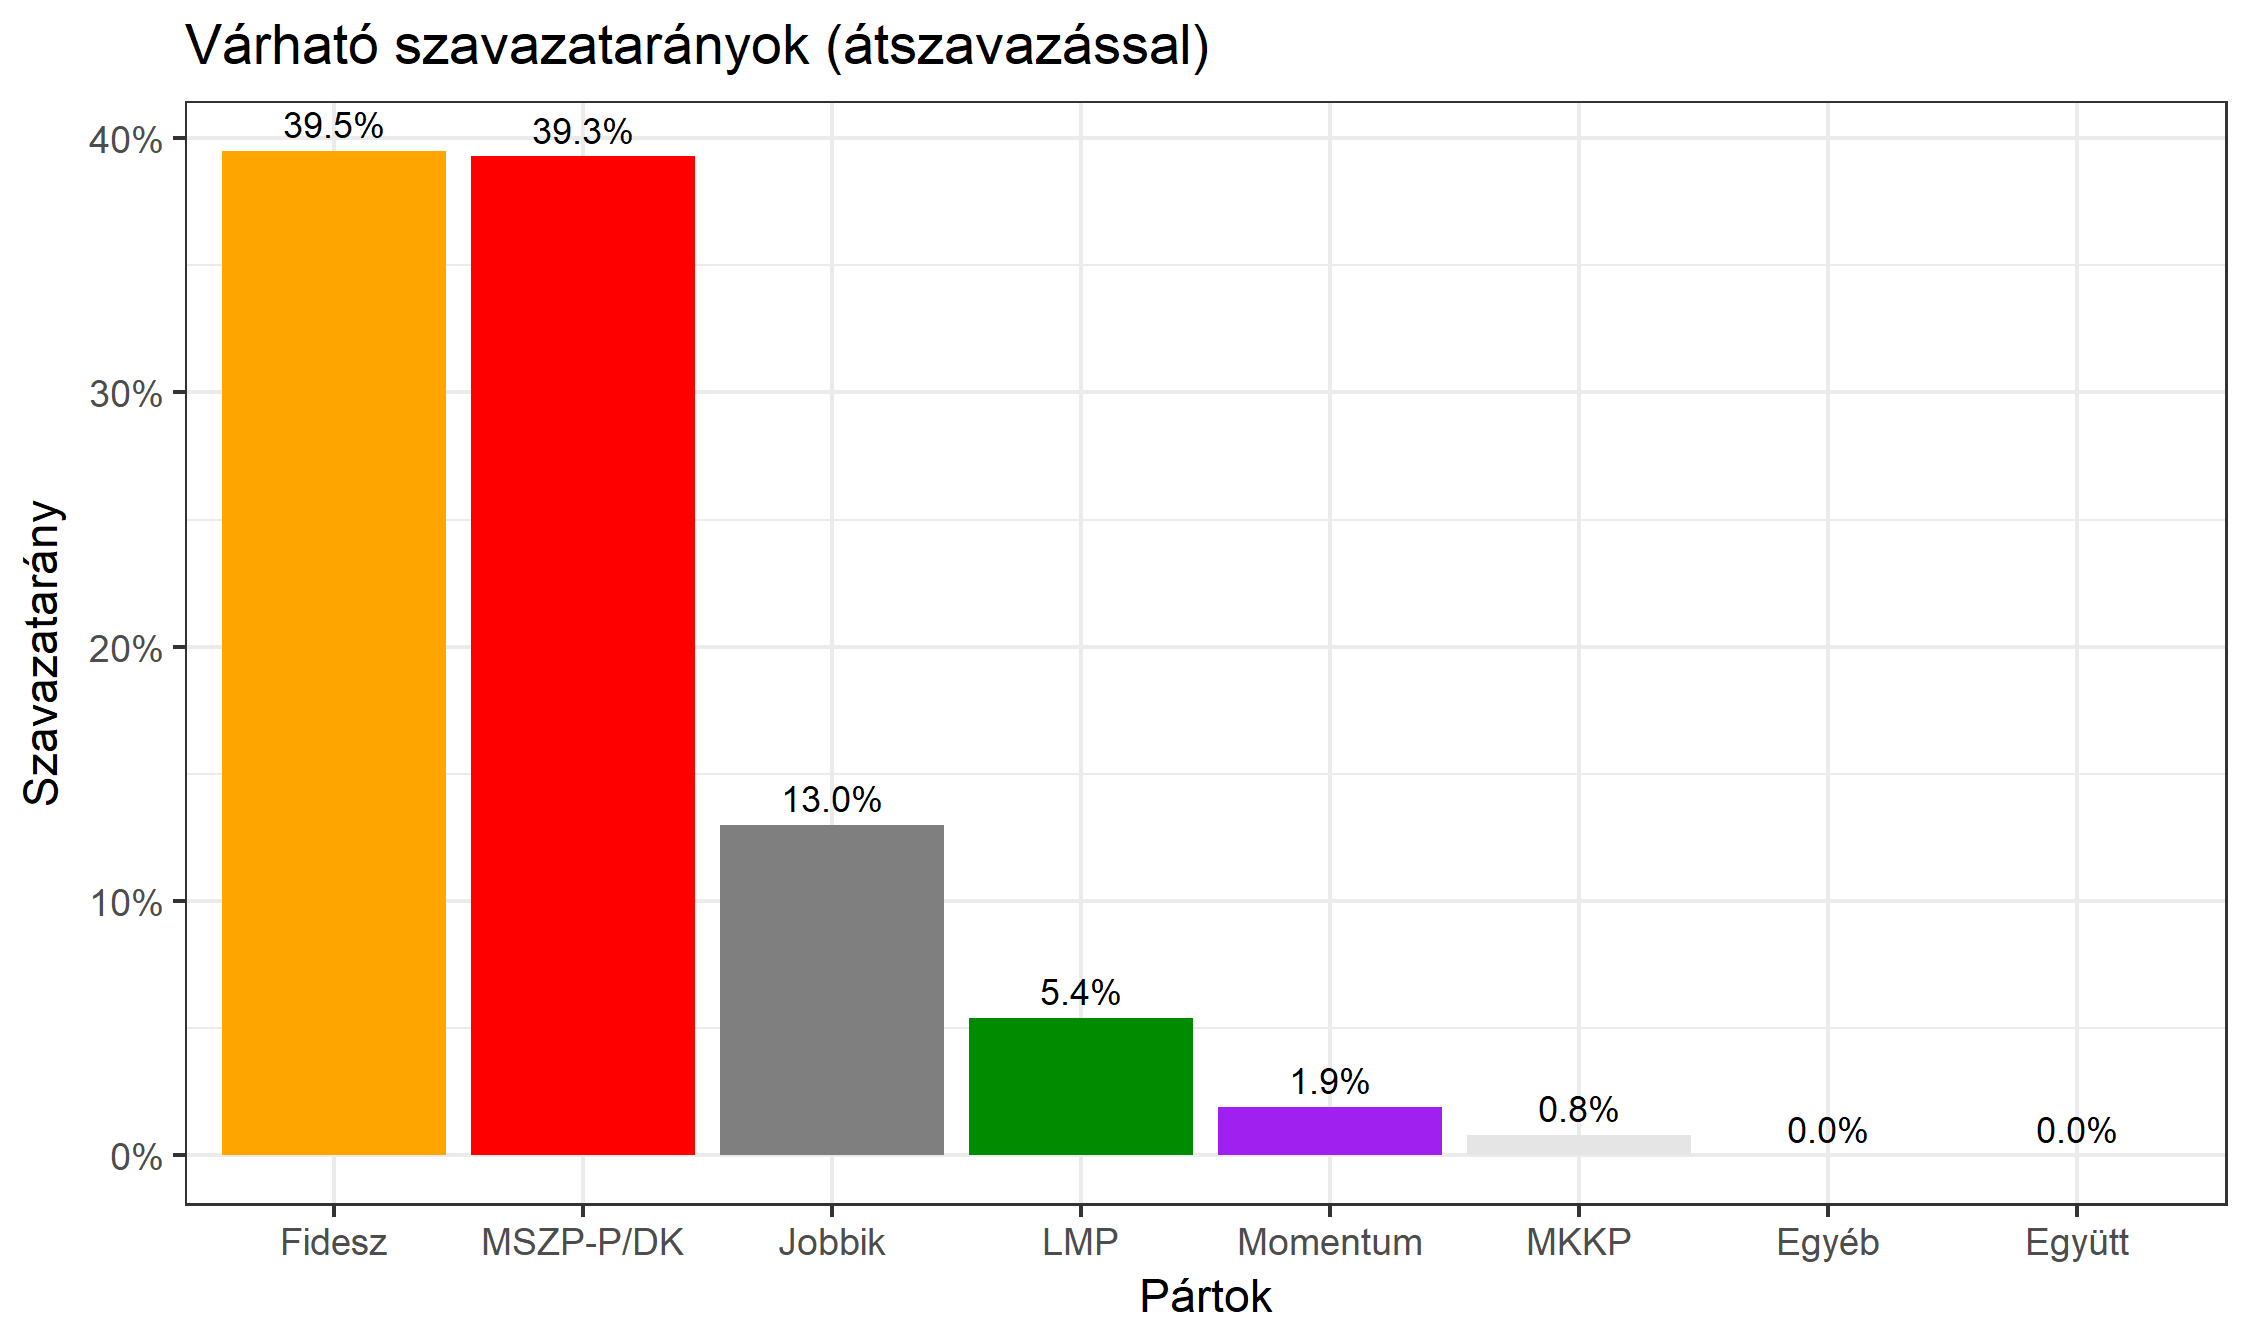 Várható szavazatarányok (átszavazással)
Szavazatarány
40%
30%
20%
10%
0%
39.5%
39.3%
13.0%
5.4%
1.9%
0.8%
0.0%
0.0%
Fidesz
MSZP-P/DK
Jobbik
LMP
Momentum
MKKP
Egyéb
Együtt
Pártok